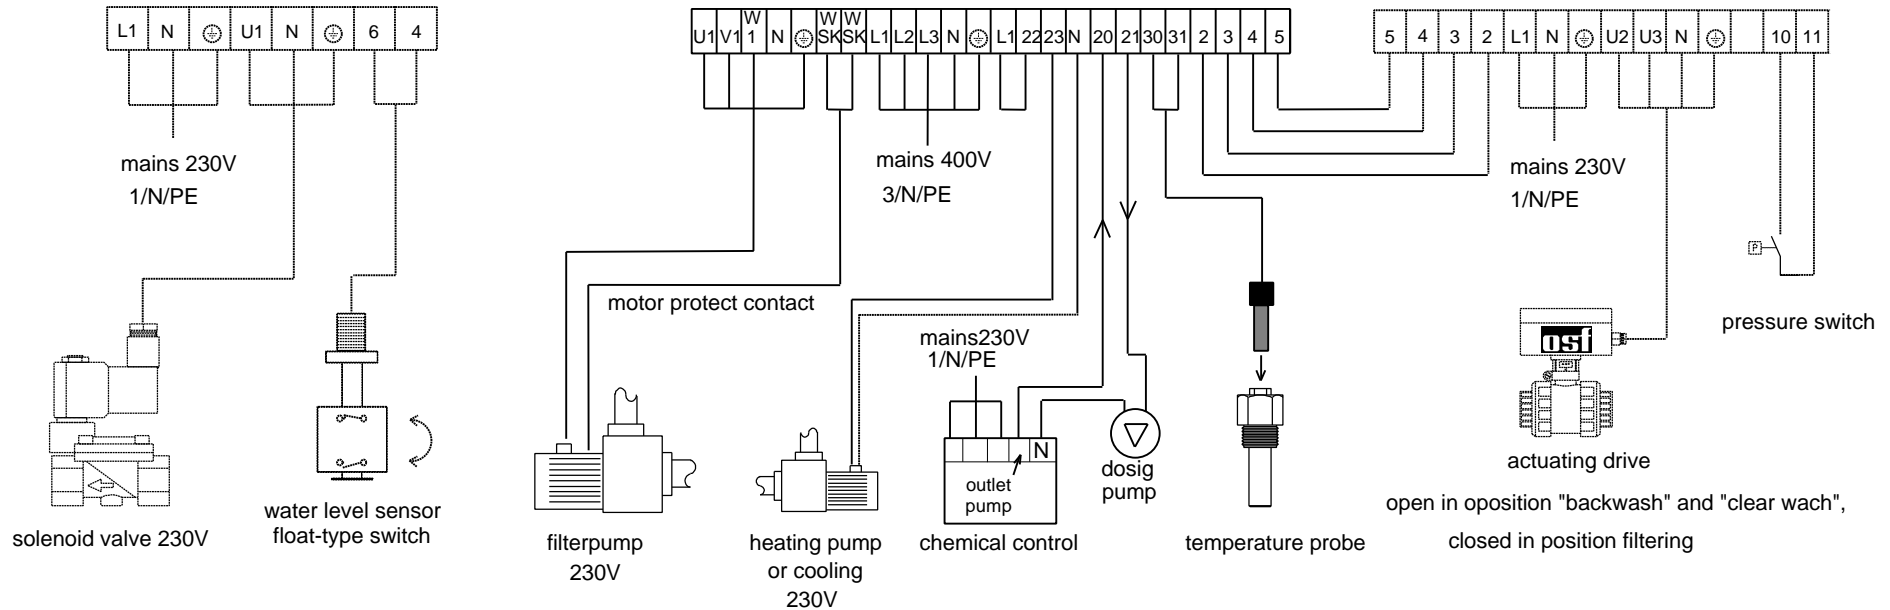 L1 N U1 N 6 4
U1 V1 W 1 N W SK W SK L1 L2 L3 N L1 22 23 N 20 21 30 31 2 3 4 5
5 4 3 2 L1 N U2 U3 N 10 11
mains 230V
1/N/PE
mains 400V
3/N/PE
mains 230V
1/N/PE
P
motor protect contact
mains230V
1/N/PE
pressure switch
osf
N
outlet
pump
dosig
pump
actuating drive
open in oposition "backwash" and "clear wach",
closed in position filtering
solenoid valve 230V
water level sensor
float-type switch
filterpump
230V
heating pump
or cooling
230V
chemical control
temperature probe